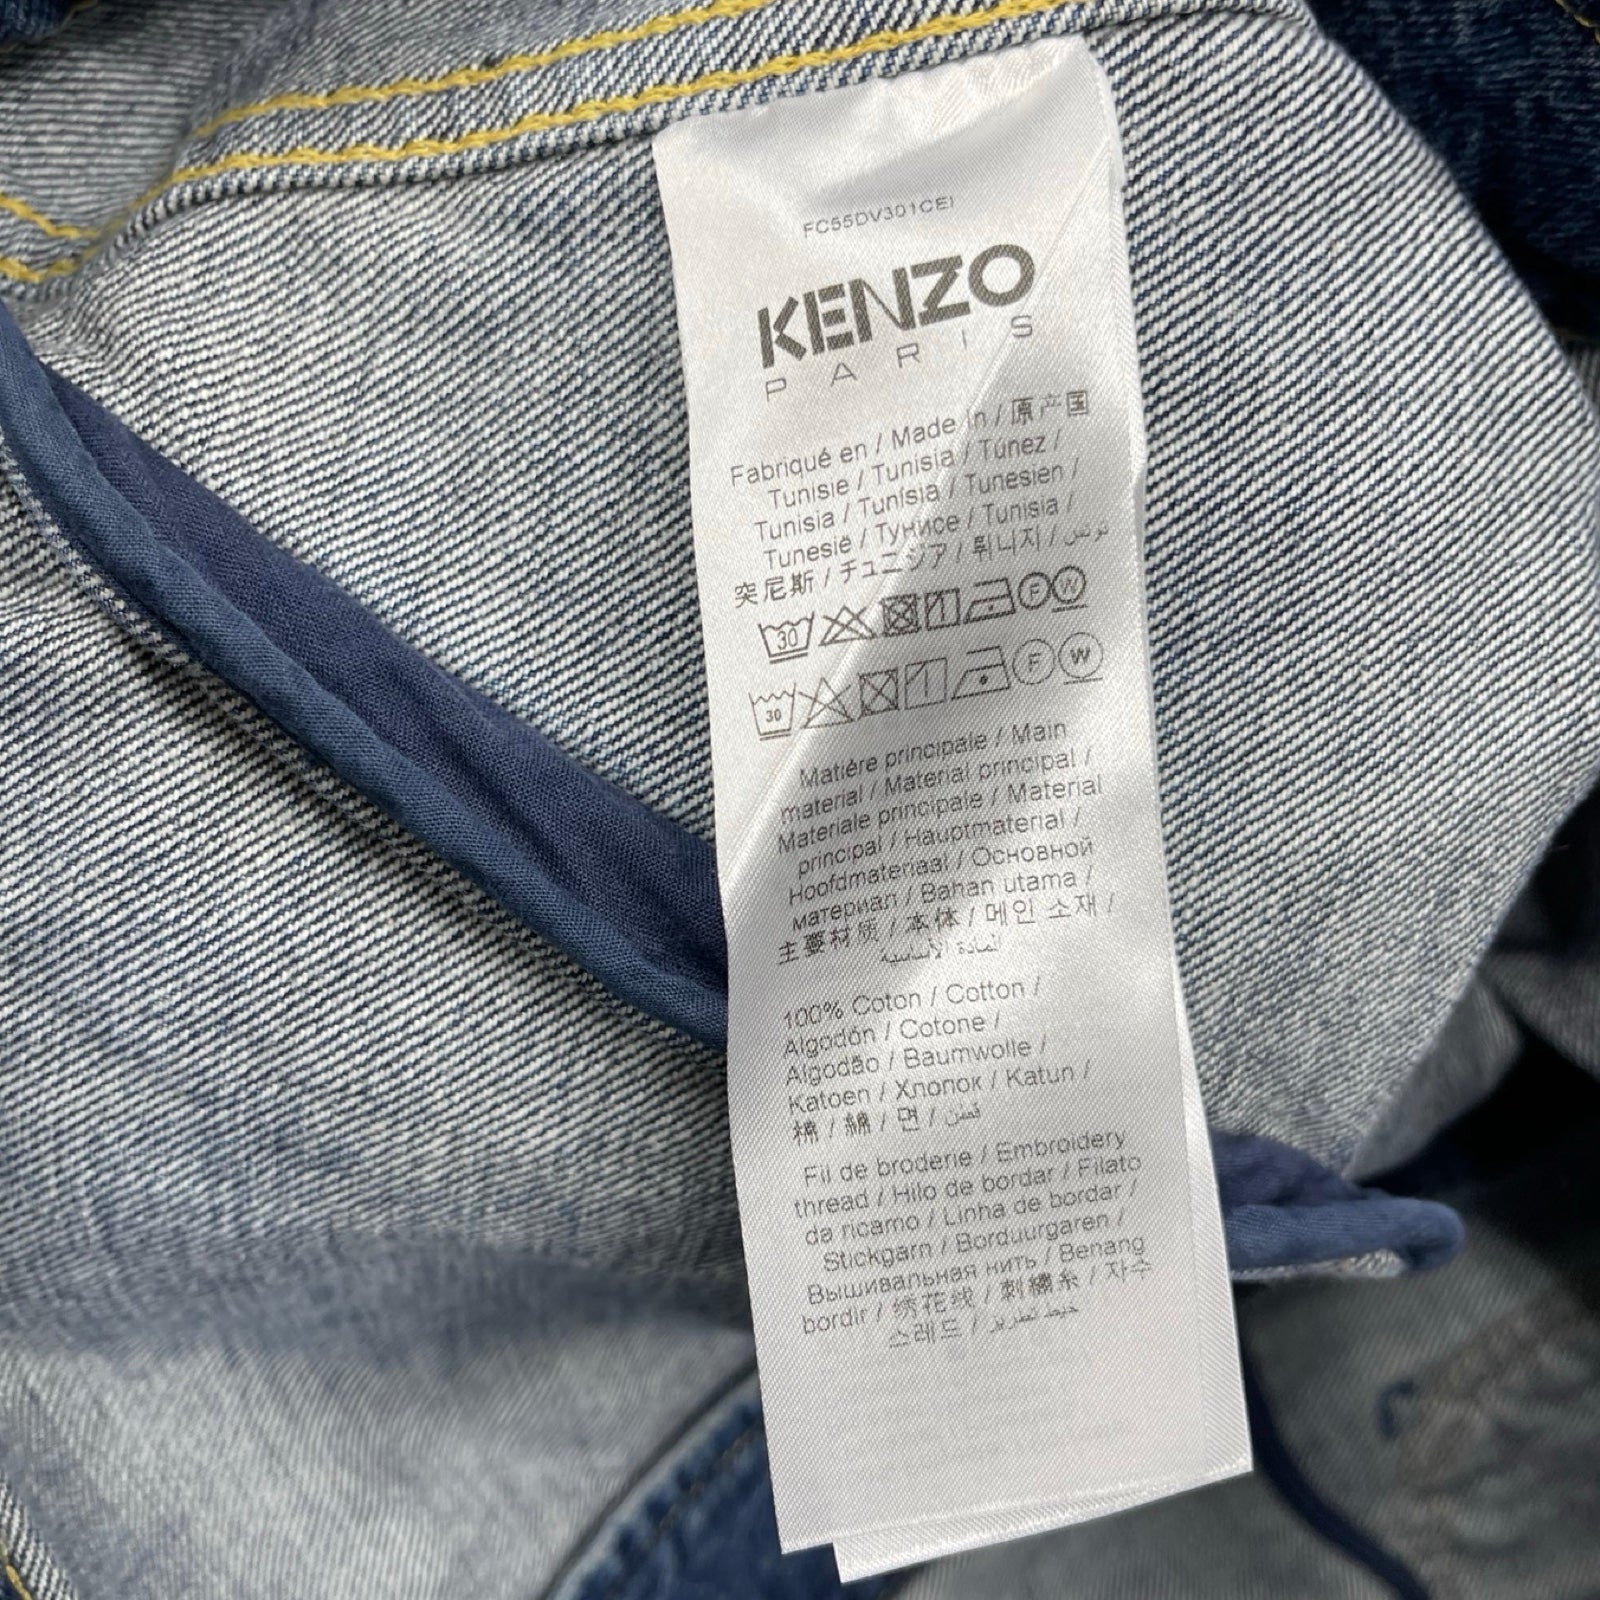 FC55DV301CEI
KENZO
PARIS
Fabriqué en / Made in / 原产国
Tunisie / Tunisia / Túnez /
Tunisia / Tunísia / Tunesien /
Tunesië / Тунисе / Tunisia /
突尼斯 / チュニジア / 튀니지 / تونس
30 F W
30 F W
Matière principale / Main
material / Material principal /
Materiale principale / Material
principal / Hauptmaterial /
Hoofdmateriaal / Основной
материал / Bahan utama /
主要材质 / 本体 / 메인 소재 /
المادة الأساسية
100% Coton / Cotton /
Algodón / Cotone /
Algodão / Baumwolle /
Katoen / Хлопок / Katun /
棉 / 綿 / 면 / قطن
Fil de broderie / Embroidery
thread / Hilo de bordar / Filato
da ricamo / Linha de bordar /
Stickgarn / Borduurgaren /
Вышивальная нить / Benang
bordir / 绣花线 / 刺繍糸 / 자수
스레드 / خيط تطريز